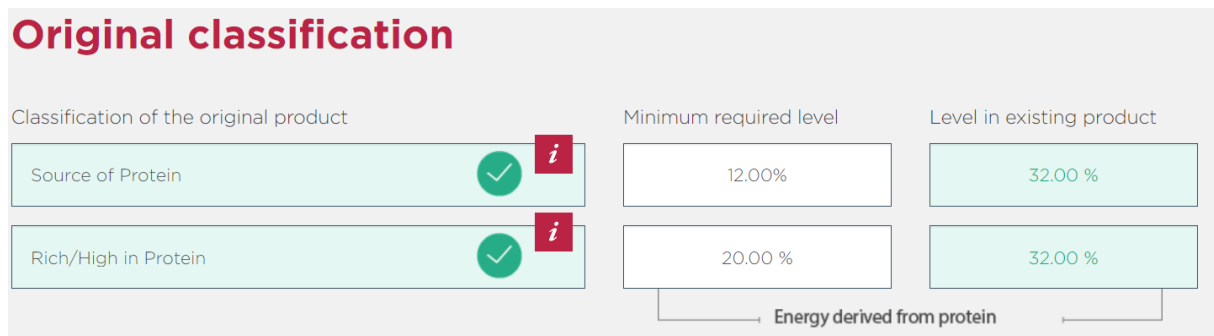 Original classification
Classification of the original product Minimum required level Level in existing product
Source of Protein i 12.00% 32.00 %
Rich/High in Protein i 20.00 % 32.00 %
Energy derived from protein